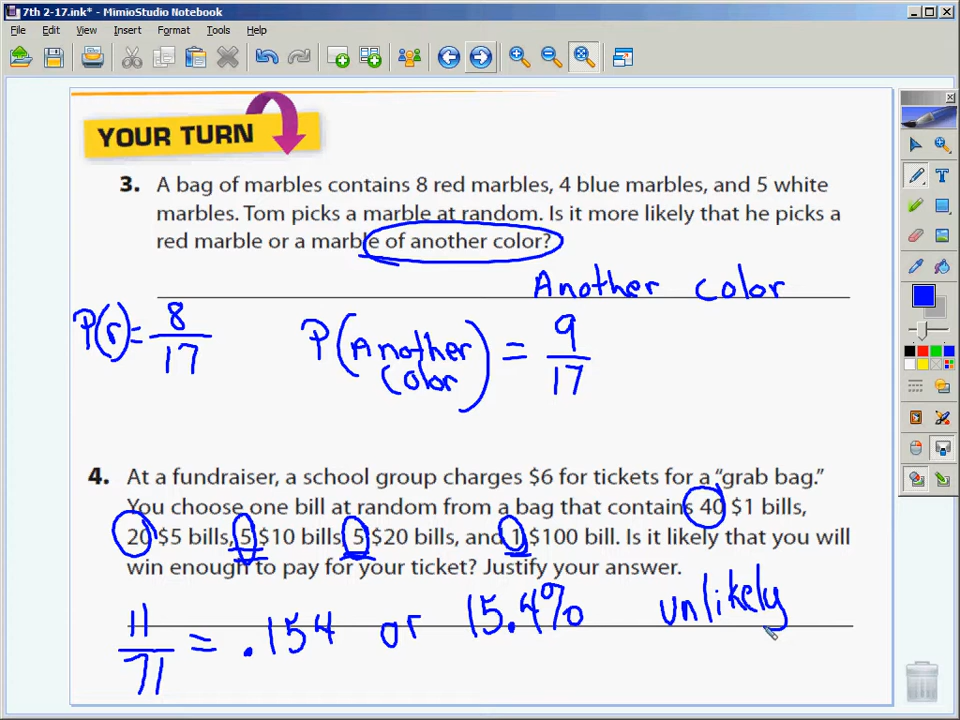 7th 2-17.ink* - MimioStudio Notebook
File Edit View Insert Format Tools Help
YOUR TURN
3. A bag of marbles contains 8 red marbles, 4 blue marbles, and 5 white
marbles. Tom picks a marble at random. Is it more likely that he picks a
red marble or a marble of another color?
Another color
P(r) = 8/17 P(Another color) = 9/17
4. At a fundraiser, a school group charges $6 for tickets for a “grab bag.”
You choose one bill at random from a bag that contains 40 $1 bills,
20 $5 bills, 5 $10 bills, 5 $20 bills, and 1 $100 bill. Is it likely that you will
win enough to pay for your ticket? Justify your answer.
11/71 = .154 or 15.4% unlikely